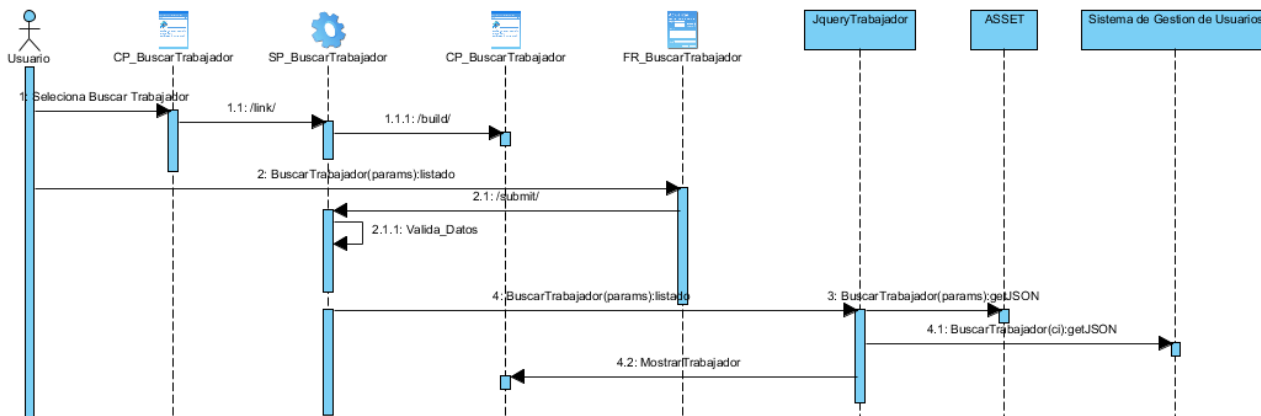 JqueryTrabajador
ASSET
Sistema de Gestion de Usuarios
Usuario
CP_BuscarTrabajador
SP_BuscarTrabajador
CP_BuscarTrabajador
FR_BuscarTrabajador
1: Seleciona Buscar Trabajador
1.1: /link/
1.1.1: /build/
2: BuscarTrabajador(params):listado
2.1: /submit/
2.1.1: Valida_Datos
4: BuscarTrabajador(params):listado
3: BuscarTrabajador(params):getJSON
4.1: BuscarTrabajador(ci):getJSON
4.2: MostrarTrabajador